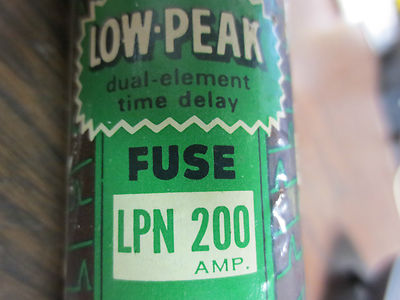 LOW-PEAK
dual-element
time delay
FUSE
LPN 200
AMP.